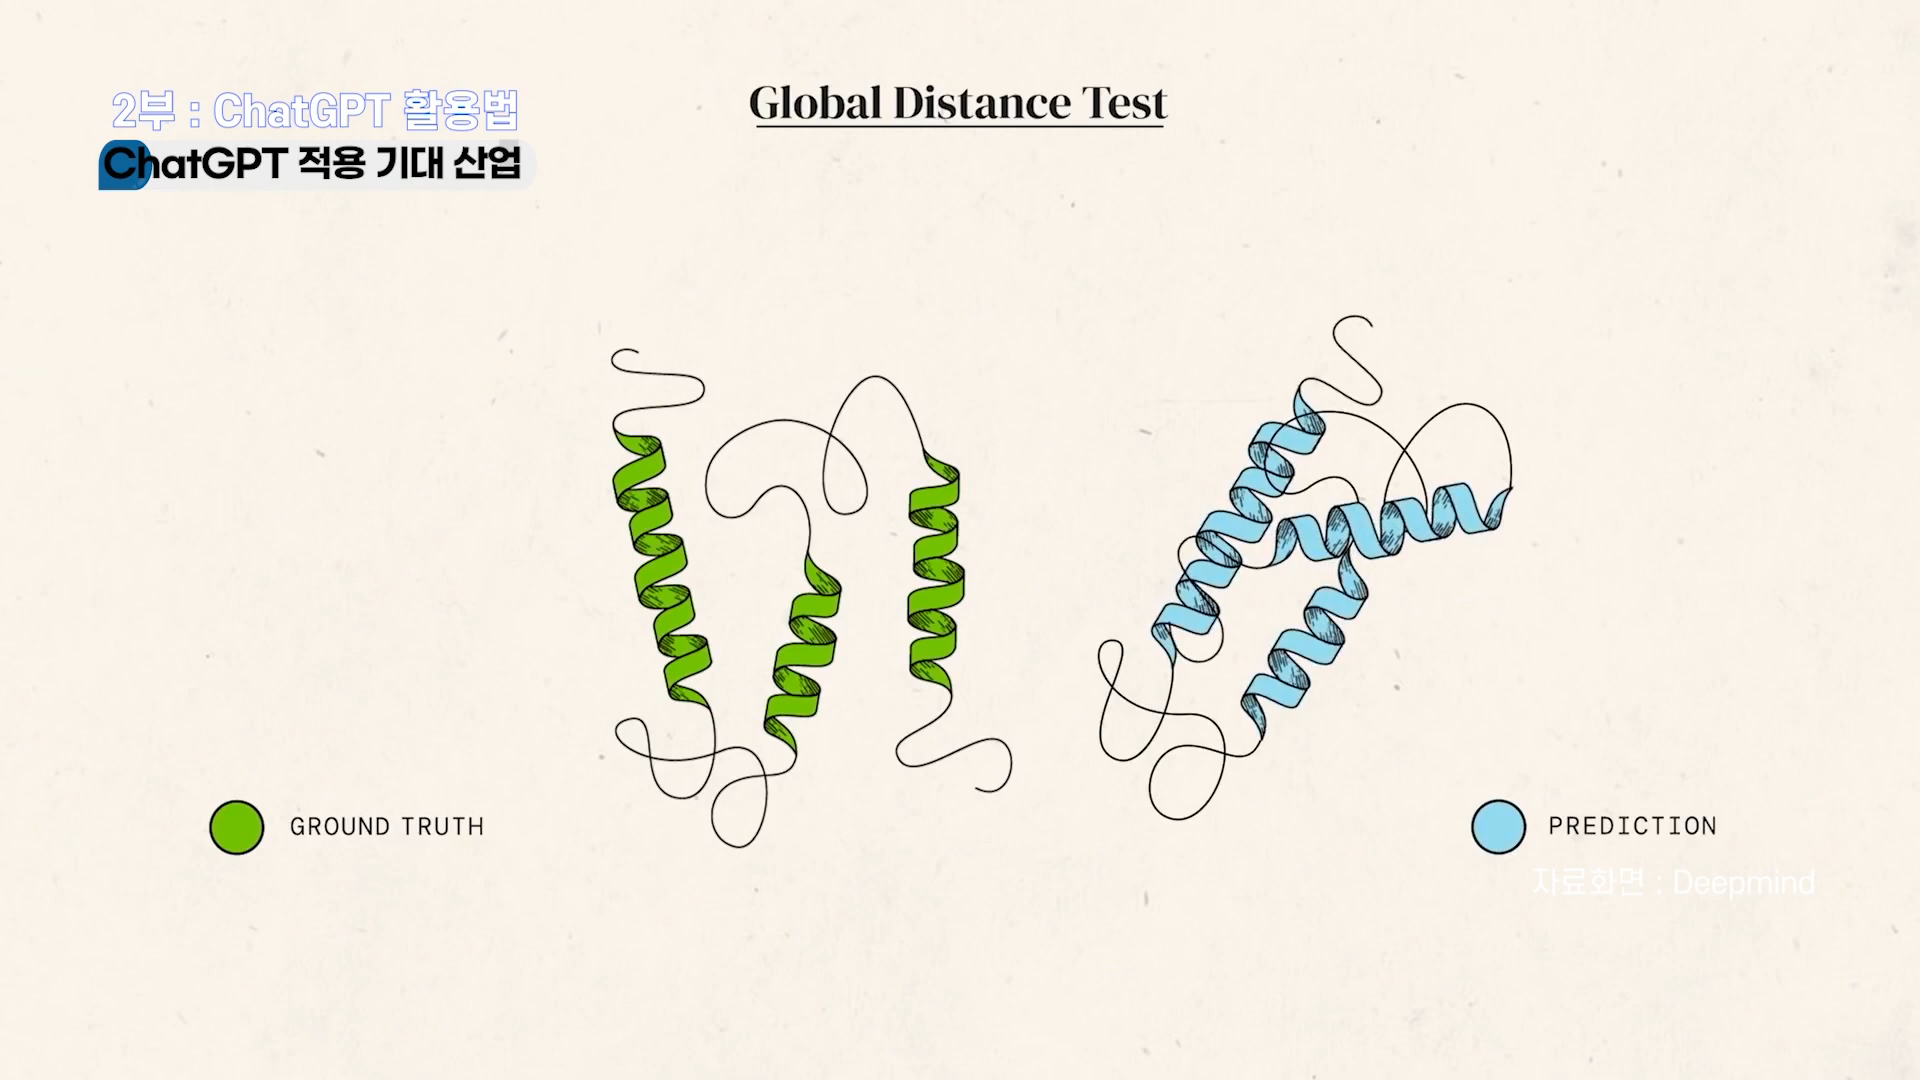 2부 : ChatGPT 활용법
ChatGPT 적용 기대 산업
Global Distance Test
GROUND TRUTH
PREDICTION
자료화면 : Deepmind